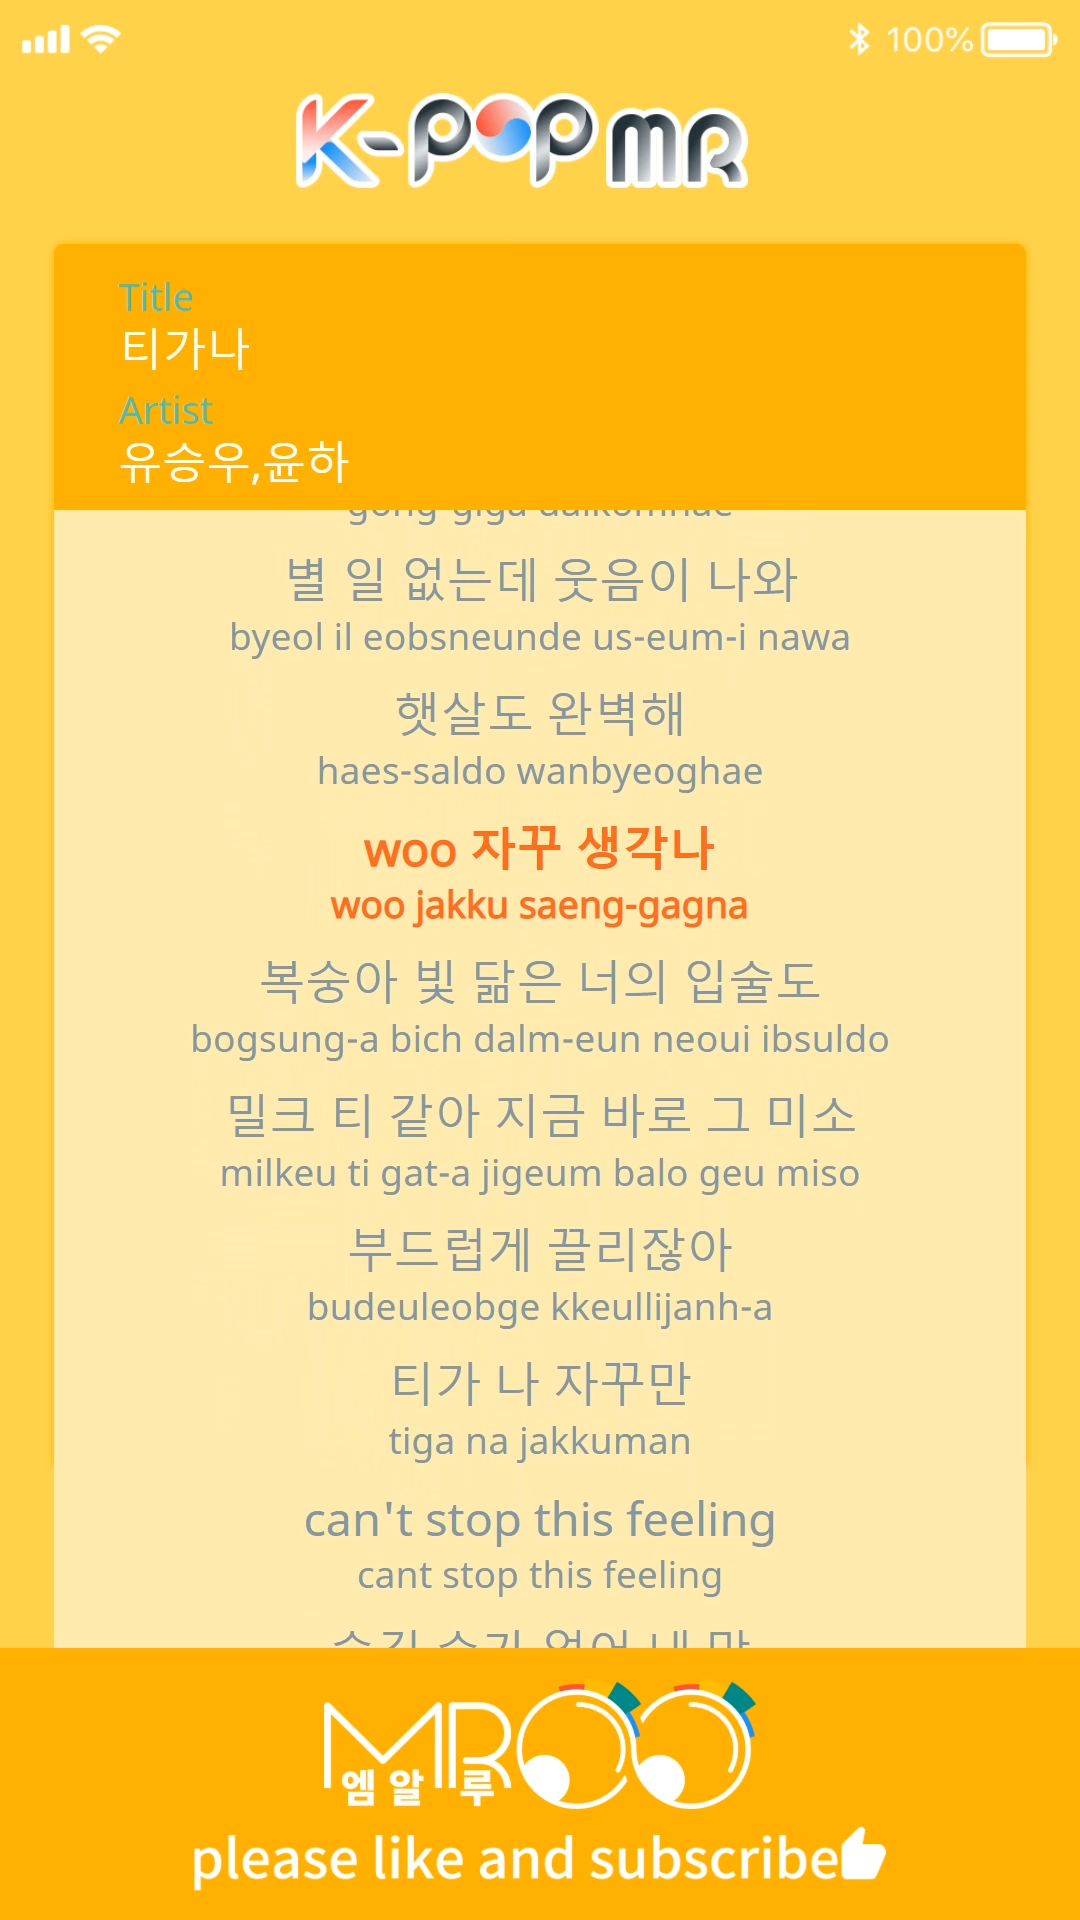 100%
K-POP MR
Title
티가나
Artist
유승우,윤하
별 일 없는데 웃음이 나와
byeol il eobsneunde us-eum-i nawa
햇살도 완벽해
haes-saldo wanbyeoghae
woo 자꾸 생각나
woo jakku saeng-gagna
복숭아 빛 닮은 너의 입술도
bogsung-a bich dalm-eun neoui ibsuldo
밀크 티 같아 지금 바로 그 미소
milkeu ti gat-a jigeum balo geu miso
부드럽게 끌리잖아
budeuleobge kkeullijanh-a
티가 나 자꾸만
tiga na jakkuman
can't stop this feeling
cant stop this feeling
MROO
엠알루
please like and subscribe